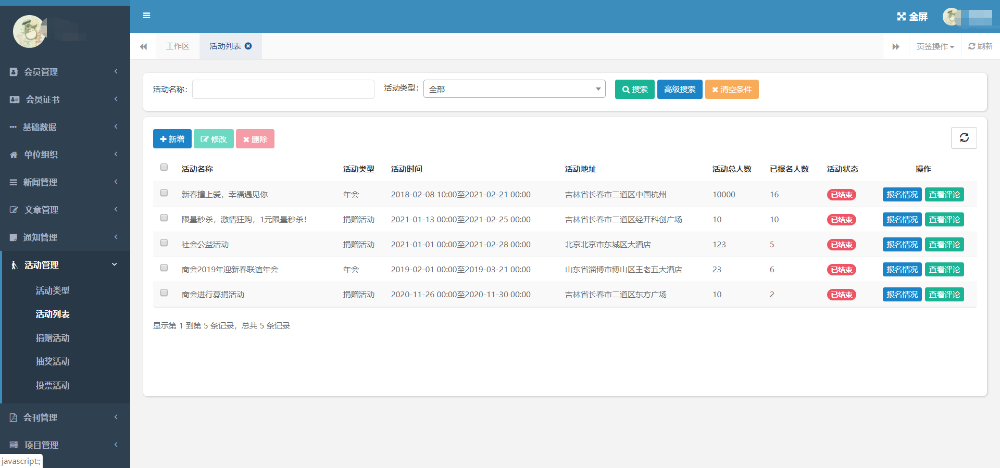 全屏
工作区
活动列表
页签操作
刷新
会员管理
会员证书
基础数据
单位组织
新闻管理
文章管理
通知管理
活动管理
活动类型
活动列表
捐赠活动
抽奖活动
投票活动
会刊管理
项目管理
javascript:;
活动名称：
活动类型： 全部
搜索 高级搜索 清空条件
新增 修改 删除
活动名称 活动类型 活动时间 活动地址 活动总人数 已报名人数 活动状态 操作
新春撞上爱，幸福遇见你 年会 2018-02-08 10:00至2021-02-21 00:00 吉林省长春市二道区中国杭州 10000 16 已结束 报名情况 查看评论
限量秒杀，激情狂购，1元限量秒杀！ 捐赠活动 2021-01-13 00:00至2021-02-25 00:00 吉林省长春市二道区经开科创广场 10 10 已结束 报名情况 查看评论
社会公益活动 捐赠活动 2021-01-01 00:00至2021-02-28 00:00 北京北京市东城区大酒店 123 5 已结束 报名情况 查看评论
商会2019年迎新春联谊年会 年会 2019-02-01 00:00至2019-03-21 00:00 山东省淄博市博山区王老五大酒店 23 6 已结束 报名情况 查看评论
商会进行募捐活动 捐赠活动 2020-11-26 00:00至2020-11-30 00:00 吉林省长春市二道区东方广场 10 2 已结束 报名情况 查看评论
显示第 1 到第 5 条记录，总共 5 条记录